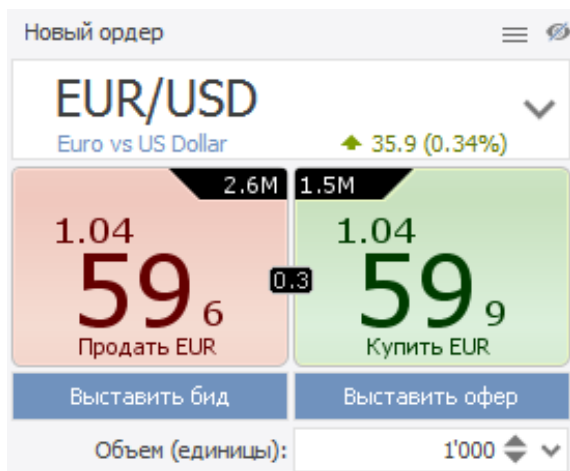 Новый ордер
EUR/USD
Euro vs US Dollar 35.9 (0.34%)
2.6M 1.5M
1.04 1.04
59 6 0.3 59 9
Продать EUR Купить EUR
Выставить бид Выставить офер
Объем (единицы): 1'000